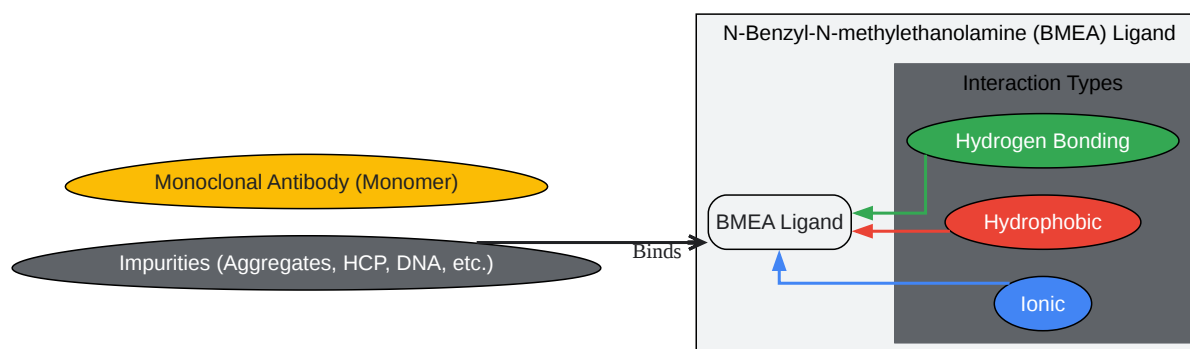 N-Benzyl-N-methylethanolamine (BMEA) Ligand
Interaction Types
Hydrogen Bonding
Monoclonal Antibody (Monomer)
BMEA Ligand
Hydrophobic
Binds
Impurities (Aggregates, HCP, DNA, etc.)
Ionic